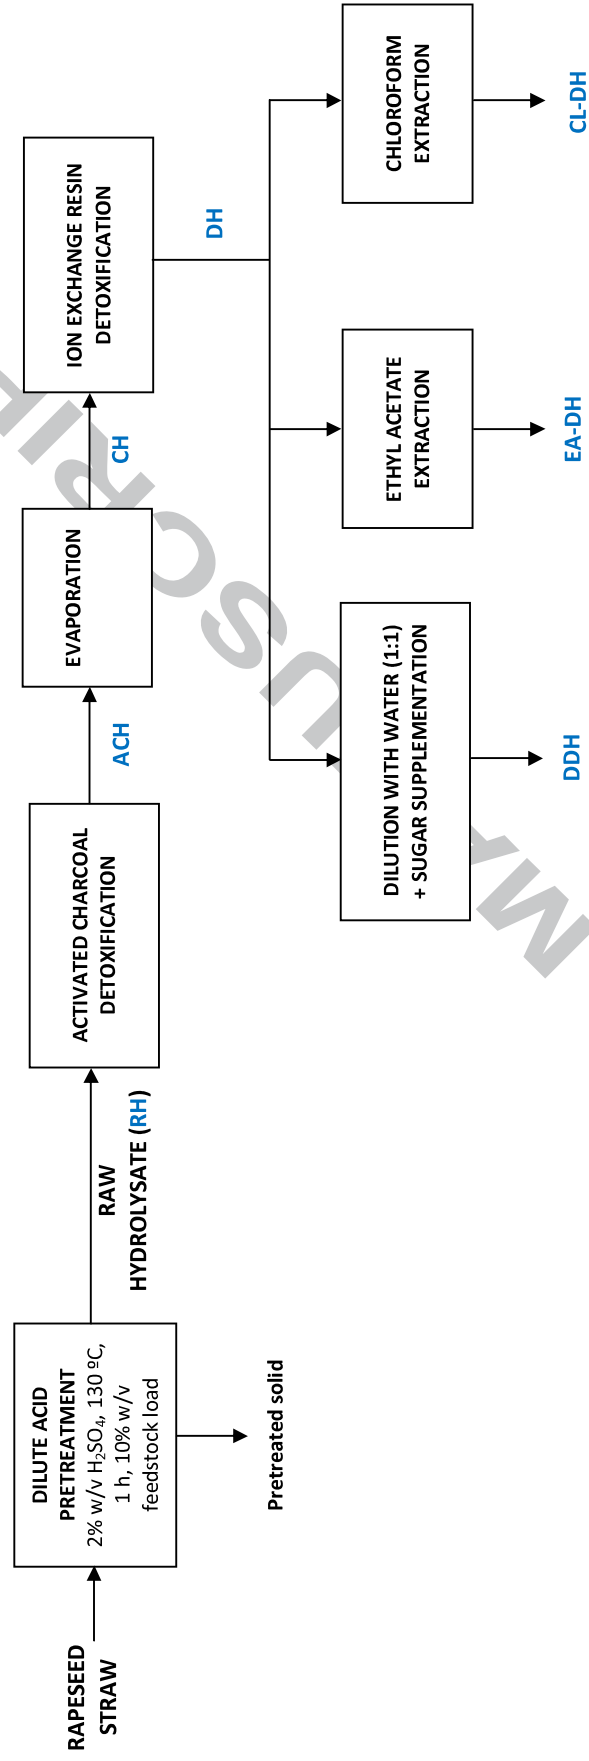 RAPESEED
STRAW
DILUTE ACID
PRETREATMENT
2% w/v H₂SO₄, 130 ºC,
1 h, 10% w/v
feedstock load
Pretreated solid
RAW
HYDROLYSATE (RH)
ACTIVATED CHARCOAL
DETOXIFICATION
ACH
EVAPORATION
CH
ION EXCHANGE RESIN
DETOXIFICATION
DH
DILUTION WITH WATER (1:1)
+ SUGAR SUPPLEMENTATION
DDH
ETHYL ACETATE
EXTRACTION
EA-DH
CHLOROFORM
EXTRACTION
CL-DH